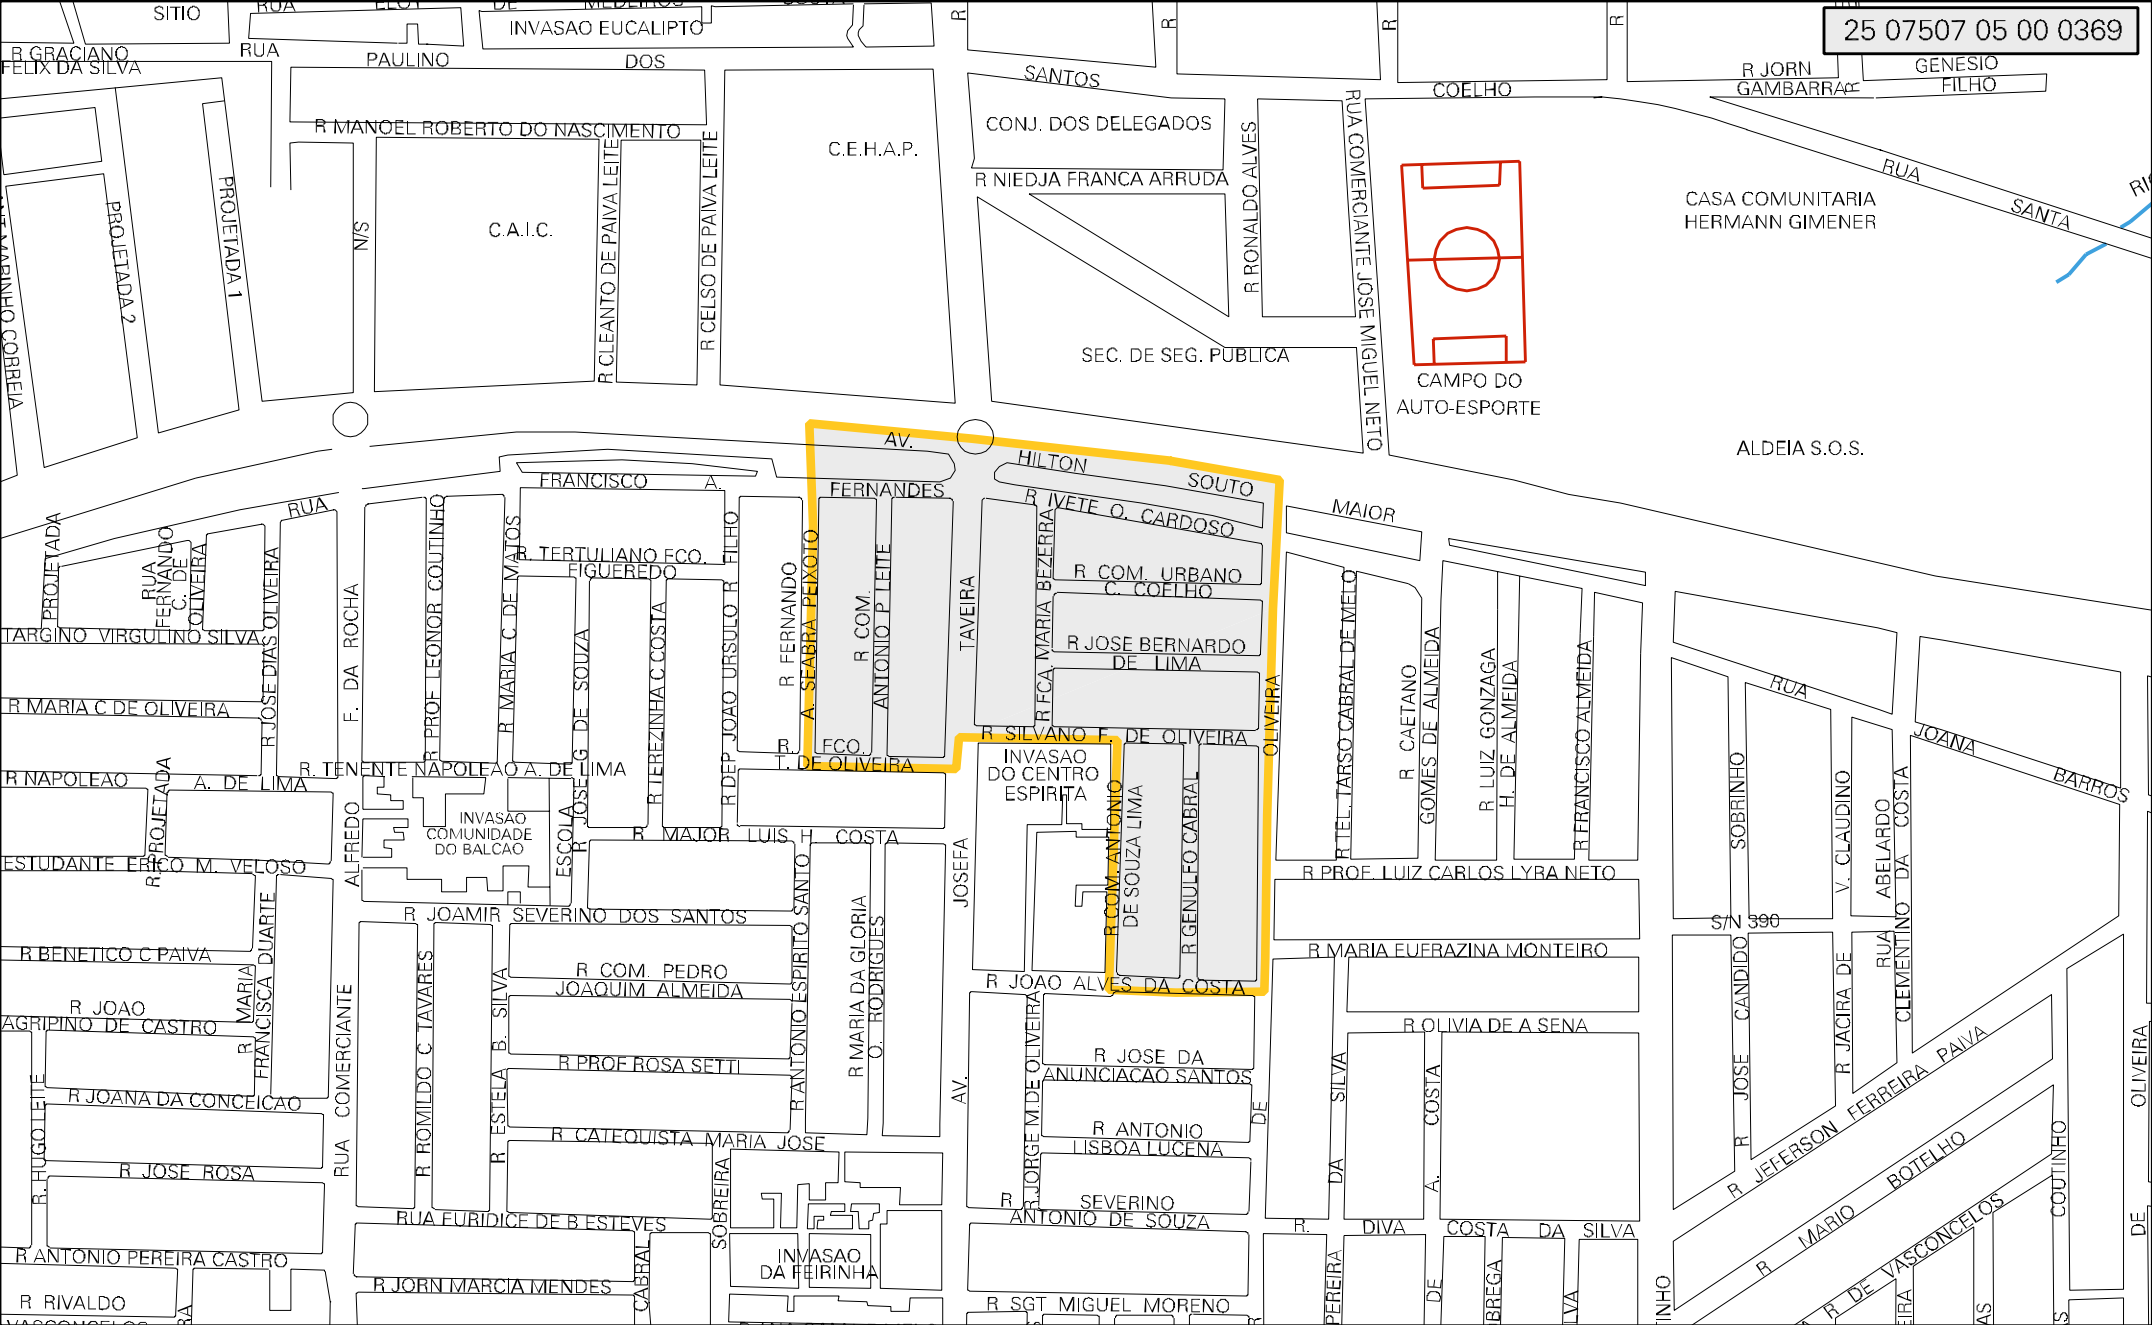 25 07507 05 00 0369
SITIO
RUA
ELOY
DE
MEDEIROS
INVASAO EUCALIPTO
R
R
R
R
R GRACIANO
FELIX DA SILVA
RUA
PAULINO
DOS
SANTOS
COELHO
R JORN
GAMBARRA
R
GENESIO
FILHO
R MANOEL ROBERTO DO NASCIMENTO
CONJ. DOS DELEGADOS
C.E.H.A.P.
R NIEDJA FRANCA ARRUDA
R RONALDO ALVES
RUA COMERCIANTE JOSE MIGUEL NETO
RUA
SANTA
CASA COMUNITARIA
HERMANN GIMENER
PROJETADA 2
PROJETADA 1
N/S
C.A.I.C.
R CLEANTO DE PAIVA LEITE
R CELSO DE PAIVA LEITE
MARINHO CORREIA
SEC. DE SEG. PUBLICA
CAMPO DO
AUTO-ESPORTE
ALDEIA S.O.S.
AV.
HILTON
SOUTO
MAIOR
FRANCISCO
A.
FERNANDES
R IVETE O. CARDOSO
RUA
PROJETADA
RUA
FERNANDO
C. DE
OLIVEIRA
R JOSE DIAS OLIVEIRA
F. DA ROCHA
R PROF LEONOR COUTINHO
R MARIA C DE MATOS
R. TERTULIANO FCO.
FIGUEREDO
R JOSE G DE SOUZA
R TEREZINHA C COSTA
R DEP JOAO URSULO R FILHO
R FERNANDO
A. SEABRA PEIXOTO
R COM.
ANTONIO P LEITE
TAVEIRA
R FCA. MARIA BEZERRA
R COM. URBANO
C. COELHO
R JOSE BERNARDO
DE LIMA
OLIVEIRA
R TEL. TARSO CABRAL DE MELO
R CAETANO
GOMES DE ALMEIDA
R LUIZ GONZAGA
H. DE ALMEIDA
R FRANCISCO ALMEIDA
RUA
JOANA
BARROS
TARGINO VIRGULINO SILVA
R MARIA C DE OLIVEIRA
R NAPOLEAO
A. DE LIMA
R. TENENTE NAPOLEAO A. DE LIMA
R. FCO.
T. DE OLIVEIRA
R SILVANO F. DE OLIVEIRA
INVASAO
DO CENTRO
ESPIRITA
R COM. ANTONIO
DE SOUZA LIMA
R GENULFO CABRAL
R.PROJETADA
ALFREDO
INVASAO
COMUNIDADE
DO BALCAO
ESCOLA
R MAJOR LUIS H COSTA
ESTUDANTE ERICO M. VELOSO
JOSEFA
R PROF. LUIZ CARLOS LYRA NETO
SOBRINHO
V. CLAUDINO
ABELARDO
CLEMENTINO DA COSTA
S/N 390
R JOAMIR SEVERINO DOS SANTOS
R ANTONIO ESPIRITO SANTO
R MARIA DA GLORIA
O. RODRIGUES
R BENETICO C PAIVA
R MARIA
FRANCISCA DUARTE
R COM. PEDRO
JOAQUIM ALMEIDA
R MARIA EUFRAZINA MONTEIRO
R JOAO ALVES DA COSTA
R JOAO
AGRIPINO DE CASTRO
R ROMILDO C TAVARES
R ESTELA B. SILVA
RUA COMERCIANTE
R PROF ROSA SETTI
R JORGE M.DE OLIVEIRA
R OLIVIA DE A SENA
R JOSE CANDIDO
R JACIRA DE
RUA
R JOSE DA
ANUNCIACAO SANTOS
R JEFERSON FERREIRA PAIVA
R. HUGO LEITE
R JOANA DA CONCEICAO
AV.
DE
DA SILVA
A. COSTA
OLIVEIRA
R CATEQUISTA MARIA JOSE
R ANTONIO
LISBOA LUCENA
R JOSE ROSA
SOBREIRA
R SEVERINO
ANTONIO DE SOUZA
R MARIO BOTELHO
COUTINHO
RUA EURIDICE DE B ESTEVES
R. DIVA COSTA DA SILVA
R DE VASCONCELOS
DE
R ANTONIO PEREIRA CASTRO
INVASAO
DA FEIRINHA
R JORN MARCIA MENDES
CABRAL
R RIVALDO
VASCONCELOS
R SGT MIGUEL MORENO
PEREIRA
DE